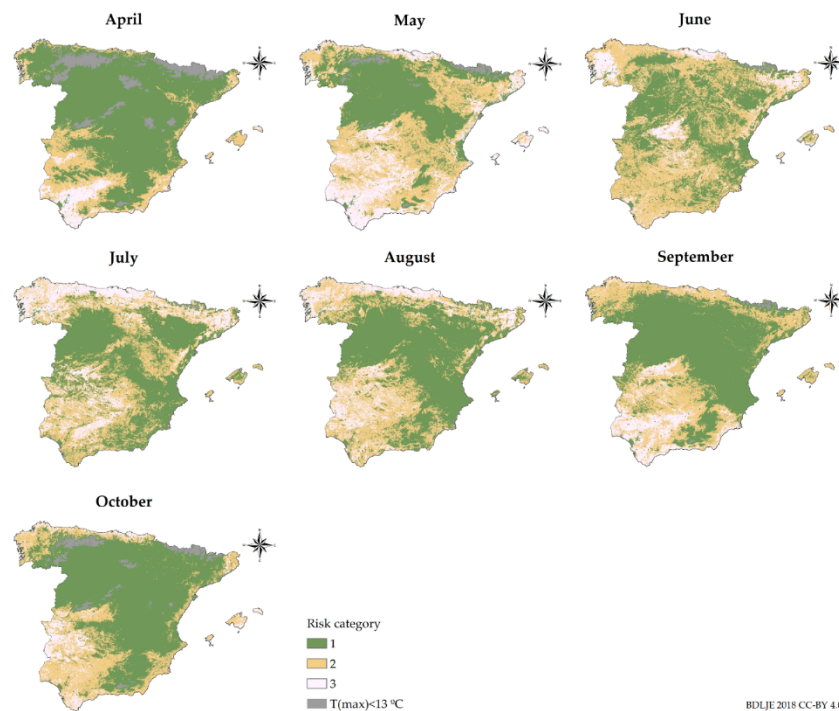 April
May
June
July
August
September
October
Risk category
1
2
3
T(max)<13 ºC
BDLJE 2018 CC-BY 4.0